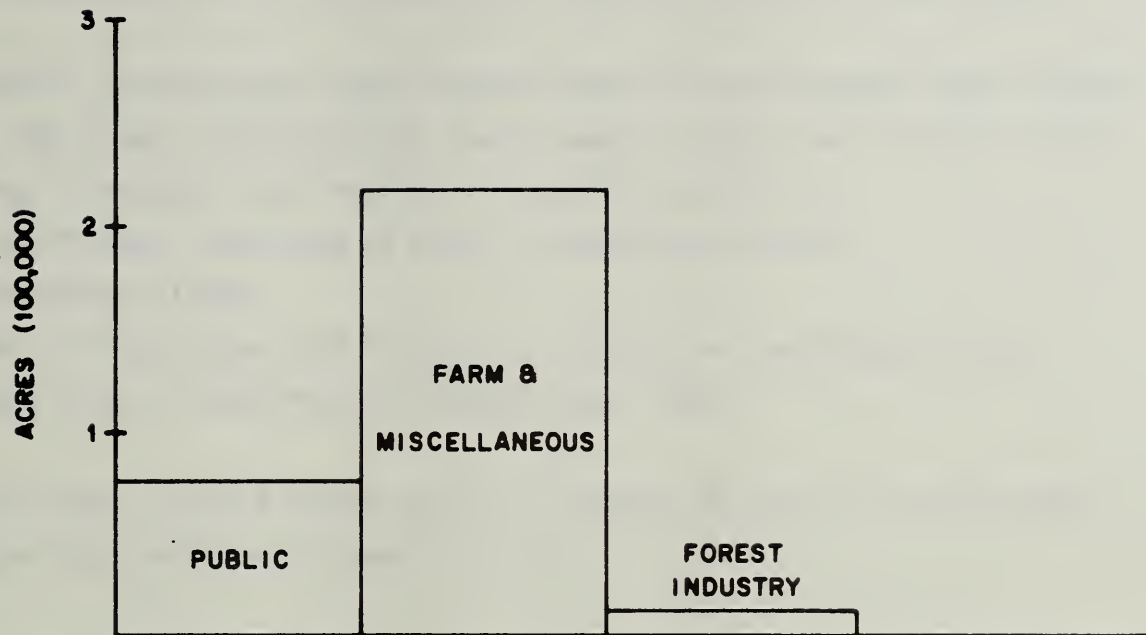 3
2
1
ACRES (100,000)
FARM &
MISCELLANEOUS
PUBLIC
FOREST
INDUSTRY